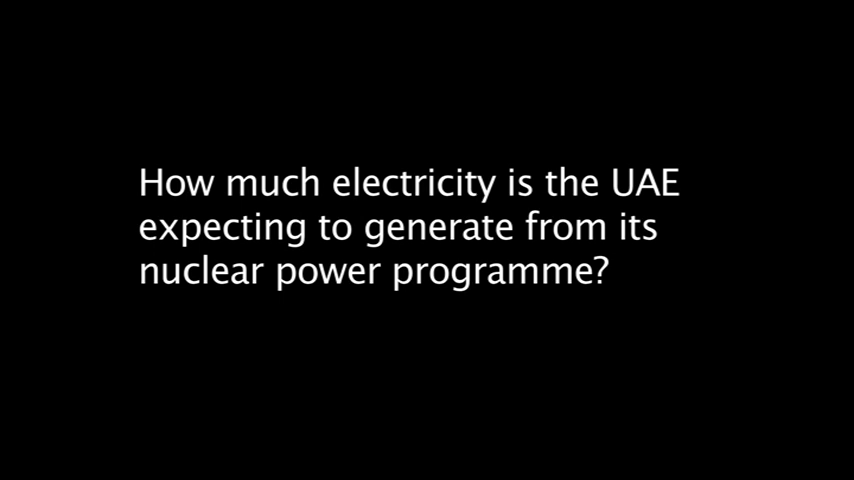 How much electricity is the UAE
expecting to generate from its
nuclear power programme?